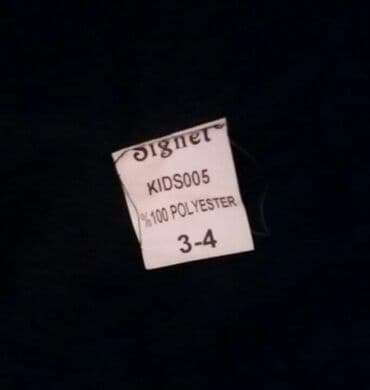 Signet
KIDS005
%100 POLYESTER
3-4